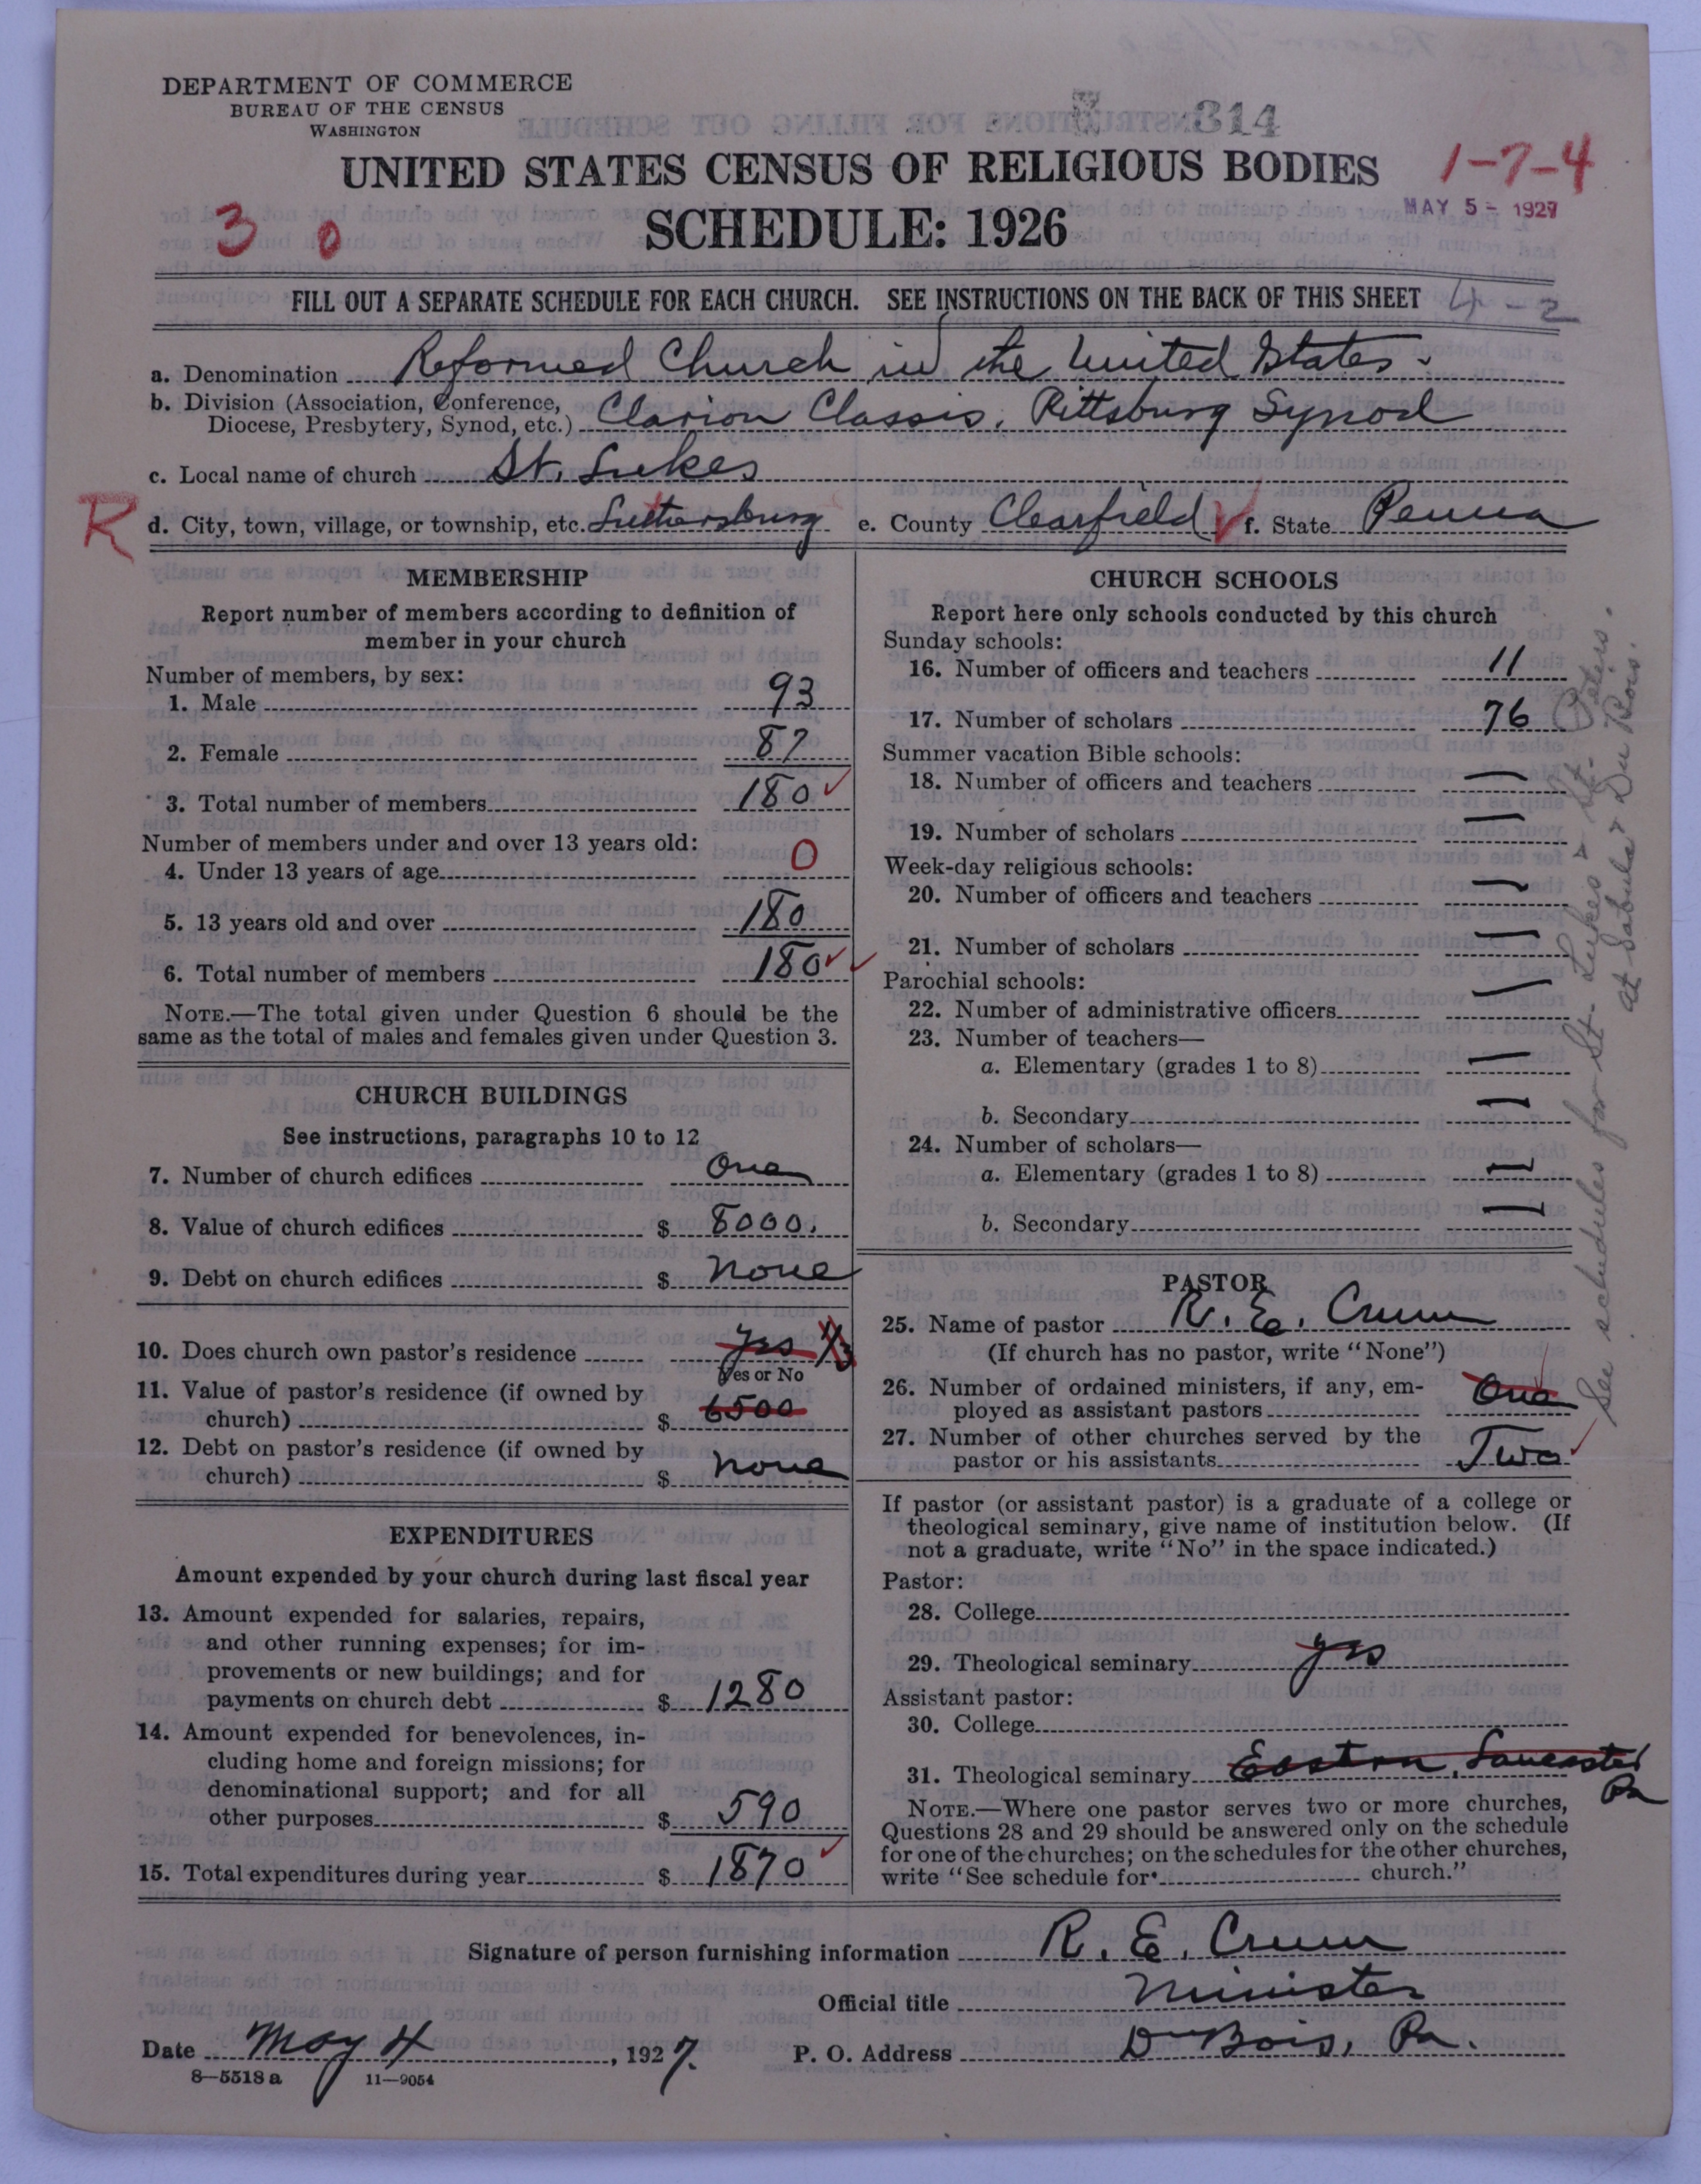 DEPARTMENT OF COMMERCE
BUREAU OF THE CENSUS
WASHINGTON
314
UNITED STATES CENSUS OF RELIGIOUS BODIES
1-7-4
SCHEDULE: 1926
MAY 5 - 1927
3 0
FILL OUT A SEPARATE SCHEDULE FOR EACH CHURCH. SEE INSTRUCTIONS ON THE BACK OF THIS SHEET
4-2
a. Denomination Reformed Church in the United States.
b. Division (Association, Conference, Diocese, Presbytery, Synod, etc.) Clarion Classis, Pittsburg Synod
c. Local name of church St. Lukes
R
d. City, town, village, or township, etc. Luthersburg e. County Clearfield f. State Penna
MEMBERSHIP
Report number of members according to definition of
member in your church
Number of members, by sex:
1. Male 93
2. Female 87
3. Total number of members 180
Number of members under and over 13 years old:
4. Under 13 years of age 0
5. 13 years old and over 180
6. Total number of members 180
NOTE.—The total given under Question 6 should be the
same as the total of males and females given under Question 3.
CHURCH BUILDINGS
See instructions, paragraphs 10 to 12
7. Number of church edifices One
8. Value of church edifices $ 8000.
9. Debt on church edifices $ none
10. Does church own pastor's residence yes 1/3
Yes or No
11. Value of pastor's residence (if owned by
church) $ 6500
12. Debt on pastor's residence (if owned by
church) $ none
EXPENDITURES
Amount expended by your church during last fiscal year
13. Amount expended for salaries, repairs,
and other running expenses; for im-
provements or new buildings; and for
payments on church debt $ 1280
14. Amount expended for benevolences, in-
cluding home and foreign missions; for
denominational support; and for all
other purposes $ 590
15. Total expenditures during year $ 1870
CHURCH SCHOOLS
Report here only schools conducted by this church
Sunday schools:
16. Number of officers and teachers 11
17. Number of scholars 76
Summer vacation Bible schools:
18. Number of officers and teachers —
19. Number of scholars —
Week-day religious schools:
20. Number of officers and teachers —
21. Number of scholars —
Parochial schools:
22. Number of administrative officers —
23. Number of teachers—
a. Elementary (grades 1 to 8) —
b. Secondary —
24. Number of scholars—
a. Elementary (grades 1 to 8) —
b. Secondary —
PASTOR
25. Name of pastor R. E. Crum
(If church has no pastor, write "None")
26. Number of ordained ministers, if any, em-
ployed as assistant pastors One
27. Number of other churches served by the
pastor or his assistants Two
If pastor (or assistant pastor) is a graduate of a college or
theological seminary, give name of institution below. (If
not a graduate, write "No" in the space indicated.)
Pastor:
28. College
29. Theological seminary yes
Assistant pastor:
30. College
31. Theological seminary Easton, Lancaster
Pa
NOTE.—Where one pastor serves two or more churches,
Questions 28 and 29 should be answered only on the schedule
for one of the churches; on the schedules for the other churches,
write "See schedule for church."
See schedules for St. Lukes & St. Peters.
at Sabula & Du Bois.
Signature of person furnishing information R. E. Crum
Official title Minister
Date May 4, 1927. P. O. Address DuBois, Pa.
8—5518 a 11—9054